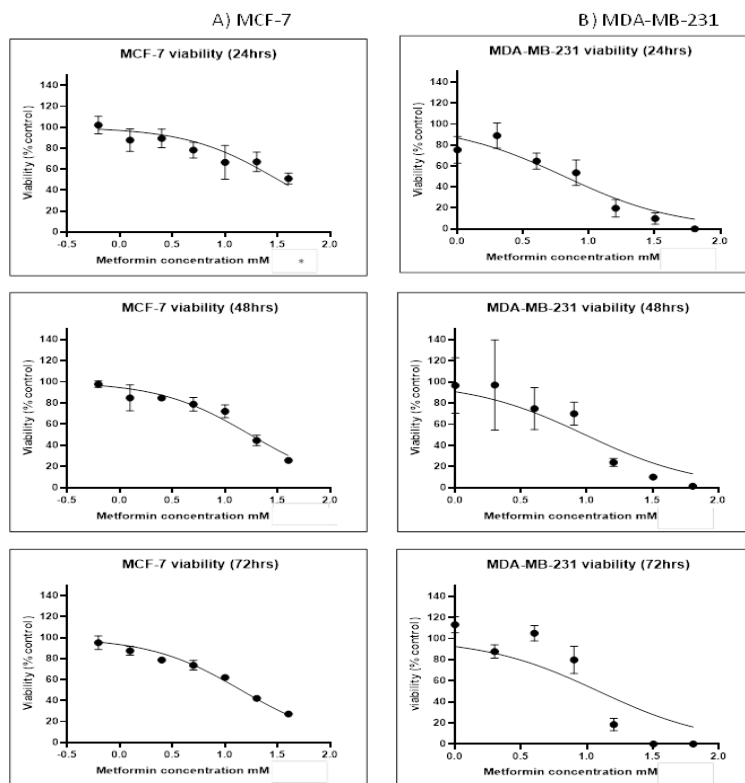 A) MCF-7
B) MDA-MB-231
MCF-7 viability (24hrs)
Viability (% control)
140
120
100
80
60
40
20
0
-0.5 0.0 0.5 1.0 1.5 2.0
Metformin concentration mM
*
MDA-MB-231 viability (24hrs)
Viability (% control)
140
120
100
80
60
40
20
0
0.0 0.5 1.0 1.5 2.0
Metformin concentration mM
MCF-7 viability (48hrs)
Viability (% control)
140
120
100
80
60
40
20
0
-0.5 0.0 0.5 1.0 1.5 2.0
Metformin concentration mM
MDA-MB-231 viability (48hrs)
Viability (% control)
140
120
100
80
60
40
20
0
0.0 0.5 1.0 1.5 2.0
Metformin concentration mM
MCF-7 viability (72hrs)
Viability (% control)
140
120
100
80
60
40
20
0
-0.5 0.0 0.5 1.0 1.5 2.0
Metformin concentration mM
MDA-MB-231 viability (72hrs)
viability (% control)
140
120
100
80
60
40
20
0
0.0 0.5 1.0 1.5 2.0
Metformin concentration mM